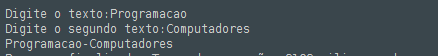 Digite o texto:Programacao
Digite o segundo texto:Computadores
Programacao-Computadores